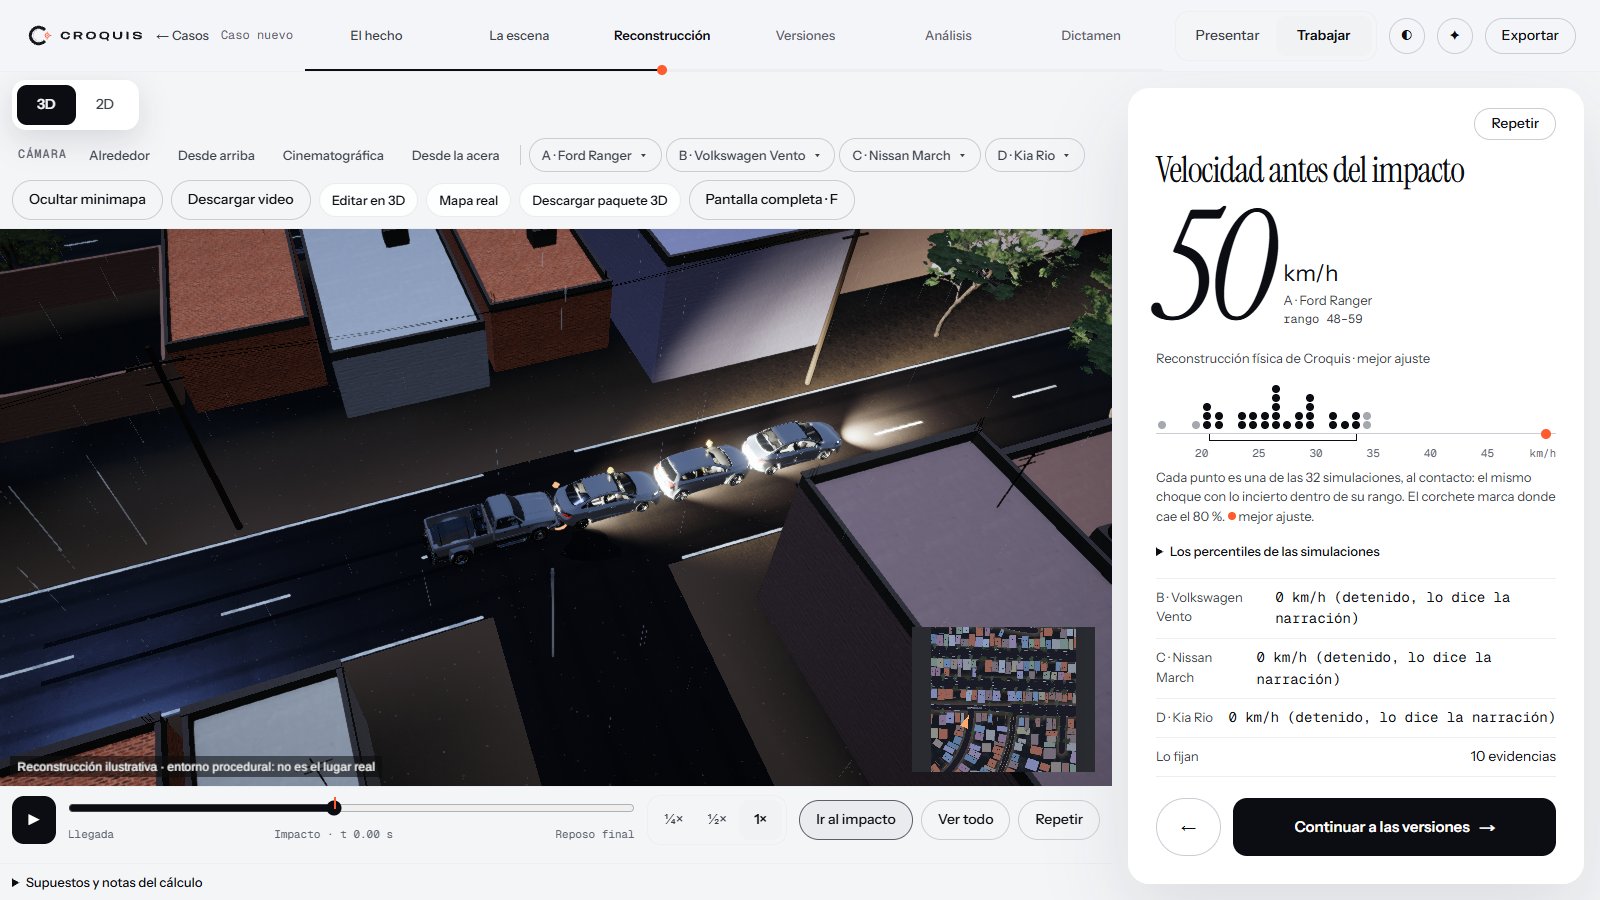 CROQUIS
← Casos
Caso nuevo
El hecho
La escena
Reconstrucción
Versiones
Análisis
Dictamen
Presentar
Trabajar
Exportar
3D
2D
CÁMARA
Alrededor
Desde arriba
Cinematográfica
Desde la acera
A · Ford Ranger
B · Volkswagen Vento
C · Nissan March
D · Kia Rio
Ocultar minimapa
Descargar video
Editar en 3D
Mapa real
Descargar paquete 3D
Pantalla completa · F
Reconstrucción ilustrativa - entorno procedural: no es el lugar real
Llegada
Impacto · t 0.00 s
Reposo final
¼×
½×
1×
Ir al impacto
Ver todo
Repetir
Supuestos y notas del cálculo
Repetir
Velocidad antes del impacto
50 km/h
A · Ford Ranger
rango 48–59
Reconstrucción física de Croquis · mejor ajuste
20 25 30 35 40 45 km/h
Cada punto es una de las 32 simulaciones, al contacto: el mismo
choque con lo incierto dentro de su rango. El corchete marca donde
cae el 80 %. mejor ajuste.
Los percentiles de las simulaciones
B · Volkswagen Vento
0 km/h (detenido, lo dice la narración)
C · Nissan March
0 km/h (detenido, lo dice la narración)
D · Kia Rio
0 km/h (detenido, lo dice la narración)
Lo fijan
10 evidencias
←
Continuar a las versiones →